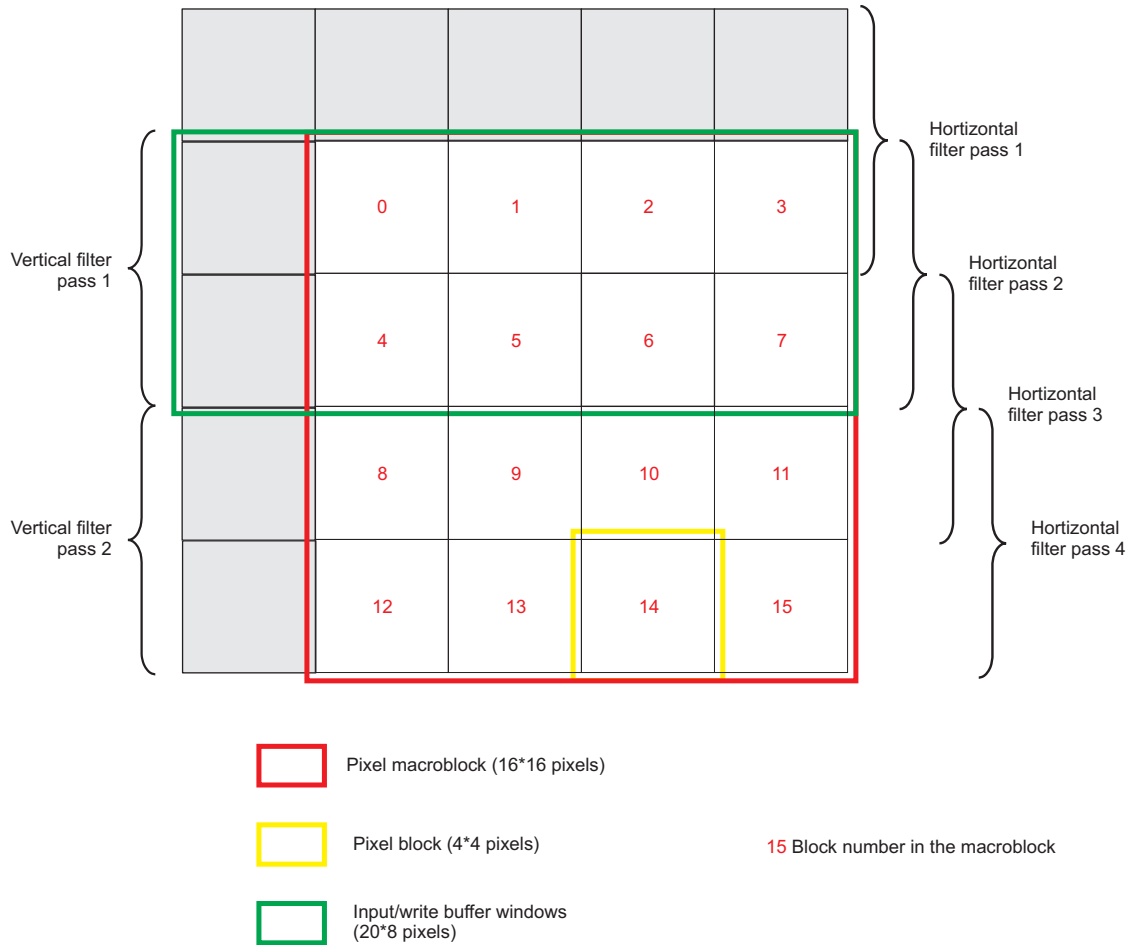 Hortizontal
filter pass 1
0 1 2 3
Vertical filter
pass 1
Hortizontal
filter pass 2
4 5 6 7
Hortizontal
filter pass 3
8 9 10 11
Vertical filter
pass 2
Hortizontal
filter pass 4
12 13 14 15
Pixel macroblock (16*16 pixels)
Pixel block (4*4 pixels)
15 Block number in the macroblock
Input/write buffer windows
(20*8 pixels)